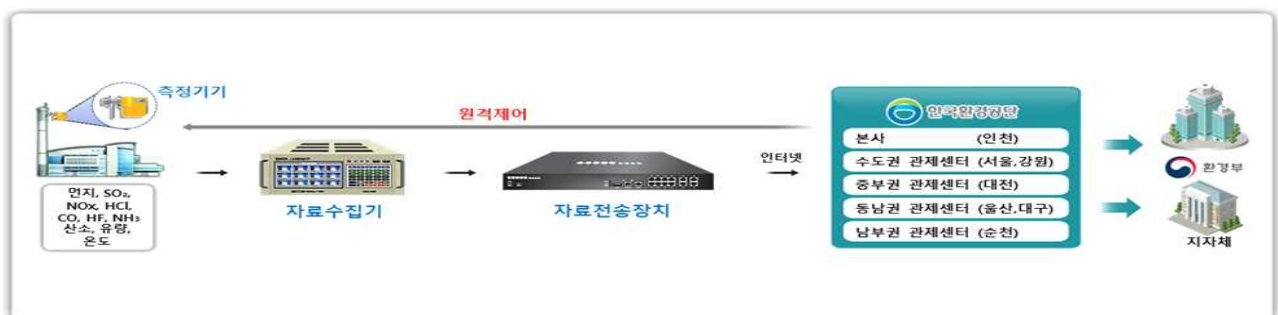 측정기기
먼지, SO₂,
NOx, HCl,
CO, HF, NH₃
산소, 유량,
온도
원격제어
자료수집기
자료전송장치
인터넷
한국환경공단
본사 (인천)
수도권 관제센터 (서울,강원)
중부권 관제센터 (대전)
동남권 관제센터 (울산,대구)
남부권 관제센터 (순천)
환경부
지자체